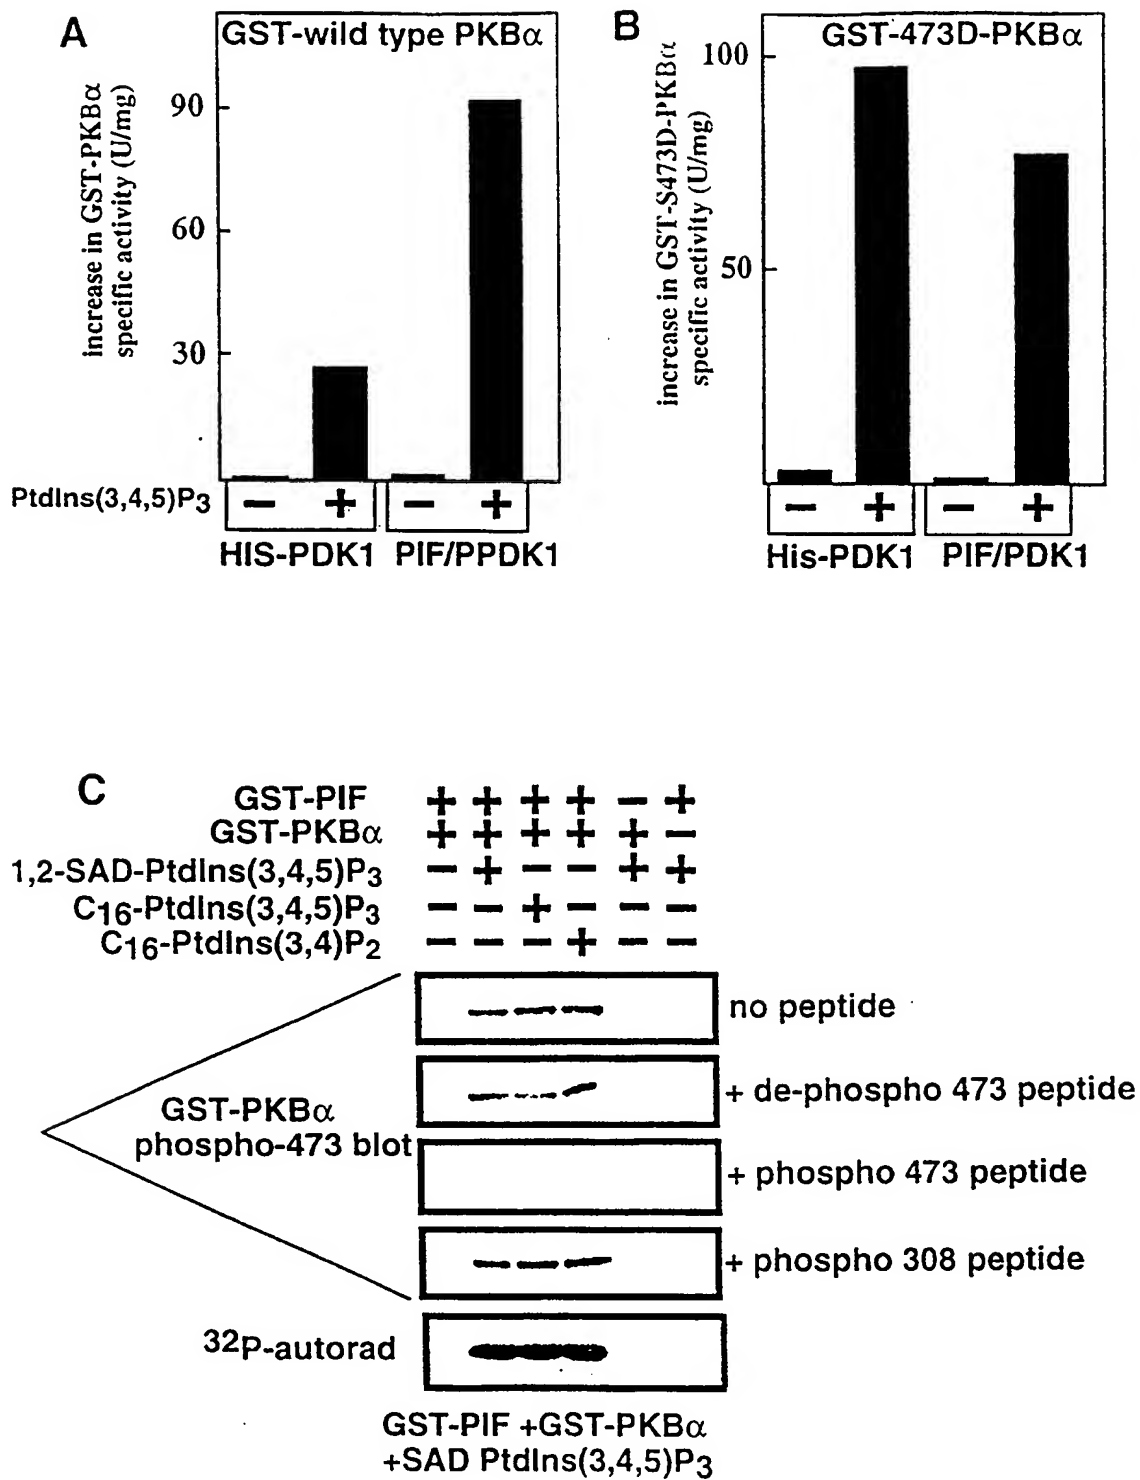 A
GST-wild type PKBα
increase in GST-PKBα
specific activity (U/mg)
90
60
30
PtdIns(3,4,5)P3
− + − +
HIS-PDK1 PIF/PPDK1
B
GST-473D-PKBα
increase in GST-S473D-PKBα
specific activity (U/mg)
100
50
− + − +
His-PDK1 PIF/PDK1
C
GST-PIF + + + + − +
GST-PKBα + + + + + −
1,2-SAD-PtdIns(3,4,5)P3 − + − − + +
C16-PtdIns(3,4,5)P3 − − + − − −
C16-PtdIns(3,4)P2 − − − + − −
no peptide
+ de-phospho 473 peptide
GST-PKBα
phospho-473 blot
+ phospho 473 peptide
+ phospho 308 peptide
32P-autorad
GST-PIF +GST-PKBα
+SAD PtdIns(3,4,5)P3